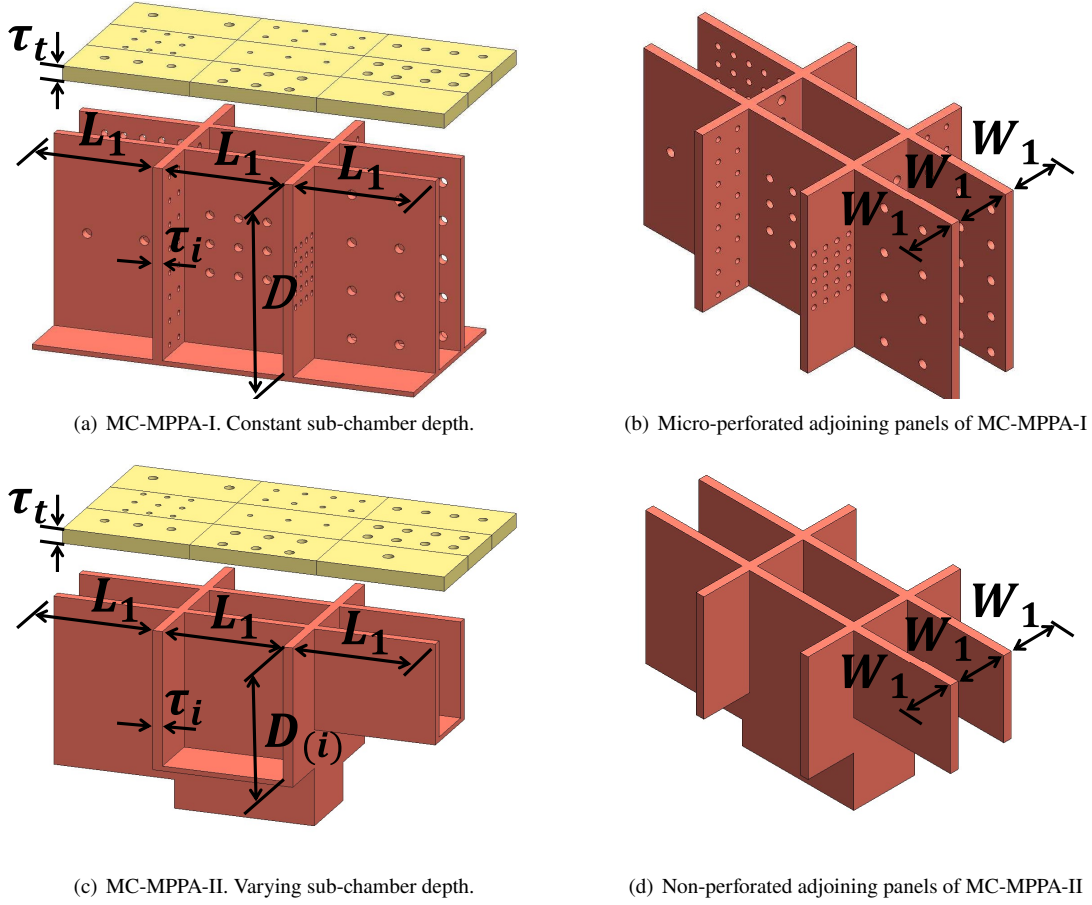 τt
L1
L1
L1
τi
D
W1
W1
W1
(a) MC-MPPA-I. Constant sub-chamber depth.
(b) Micro-perforated adjoining panels of MC-MPPA-I
τt
L1
L1
L1
τi
D(i)
W1
W1
W1
(c) MC-MPPA-II. Varying sub-chamber depth.
(d) Non-perforated adjoining panels of MC-MPPA-II